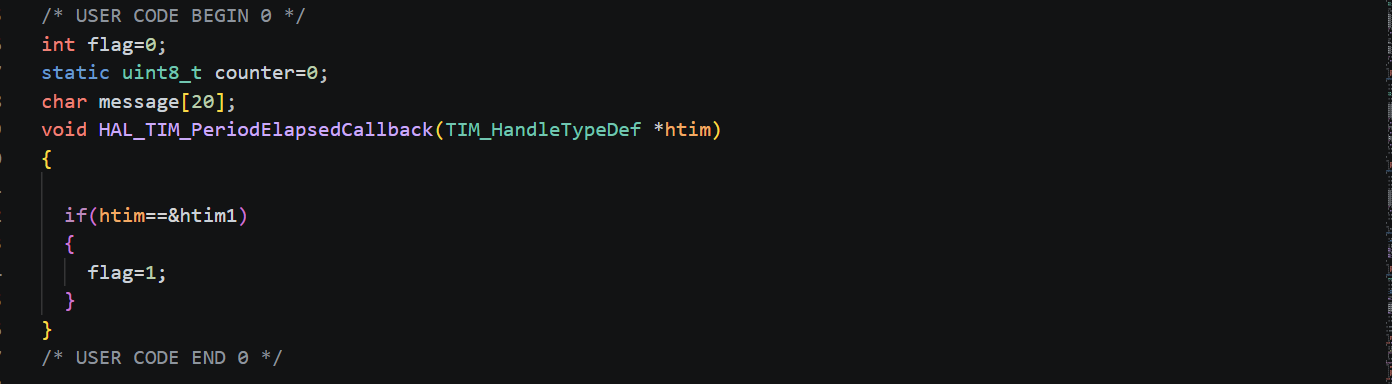 /* USER CODE BEGIN 0 */
int flag=0;
static uint8_t counter=0;
char message[20];
void HAL_TIM_PeriodElapsedCallback(TIM_HandleTypeDef *htim)
{
if(htim==&htim1)
{
flag=1;
}
}
/* USER CODE END 0 */